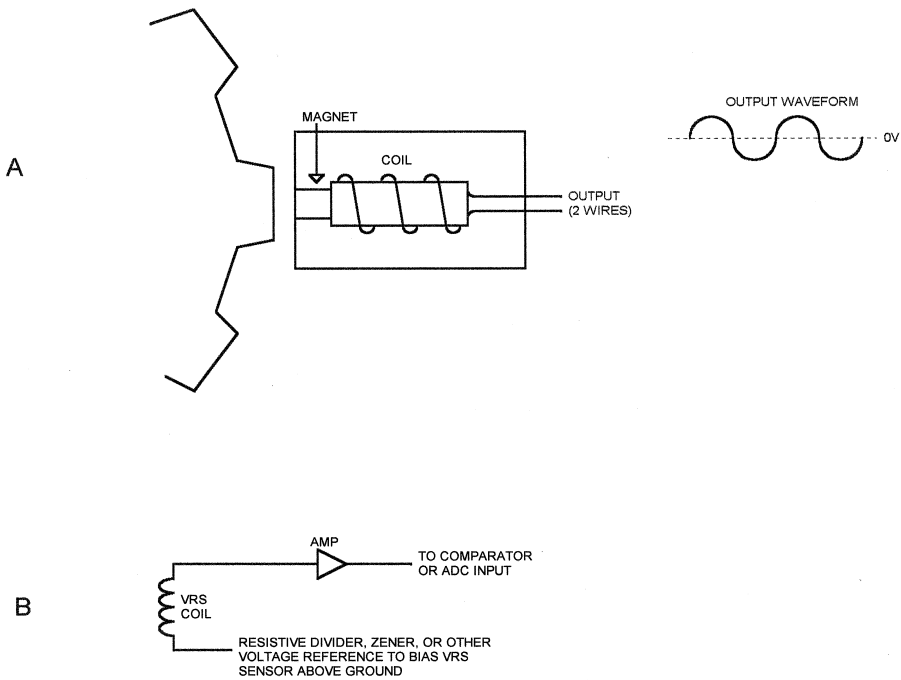 OUTPUT WAVEFORM
MAGNET
0V
A
COIL
OUTPUT
(2 WIRES)
AMP
TO COMPARATOR
OR ADC INPUT
B
VRS
COIL
RESISTIVE DIVIDER, ZENER, OR OTHER
VOLTAGE REFERENCE TO BIAS VRS
SENSOR ABOVE GROUND